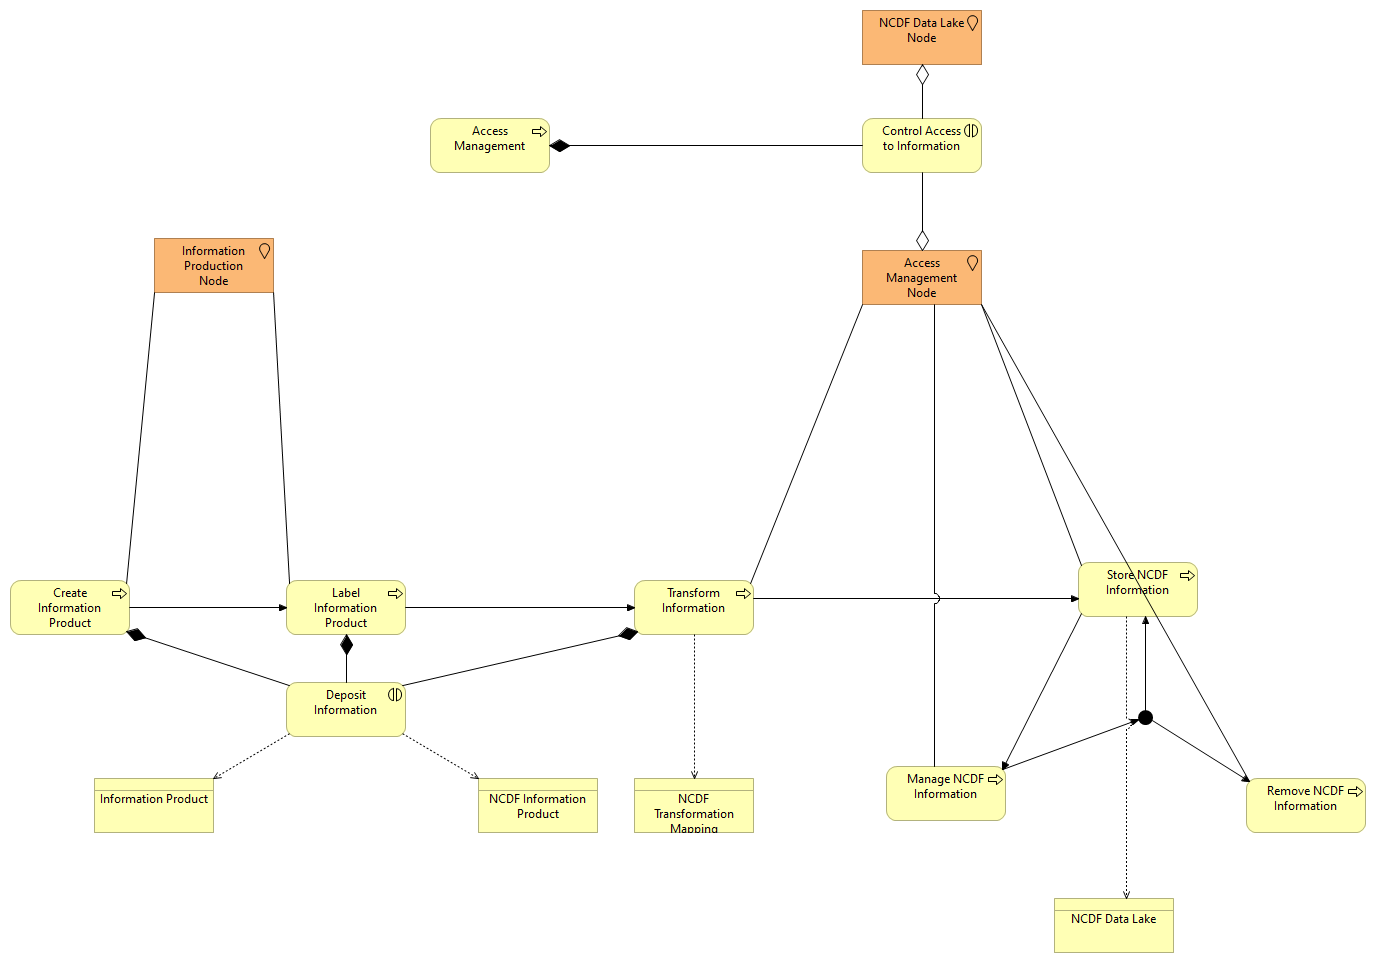 NCDF Data Lake
Node
Access
Management
Control Access
to Information
Information
Production
Node
Access
Management
Node
Create
Information
Product
Label
Information
Product
Transform
Information
Store NCDF
Information
Deposit
Information
Manage NCDF
Information
Remove NCDF
Information
Information Product
NCDF Information
Product
NCDF
Transformation
Mapping
NCDF Data Lake